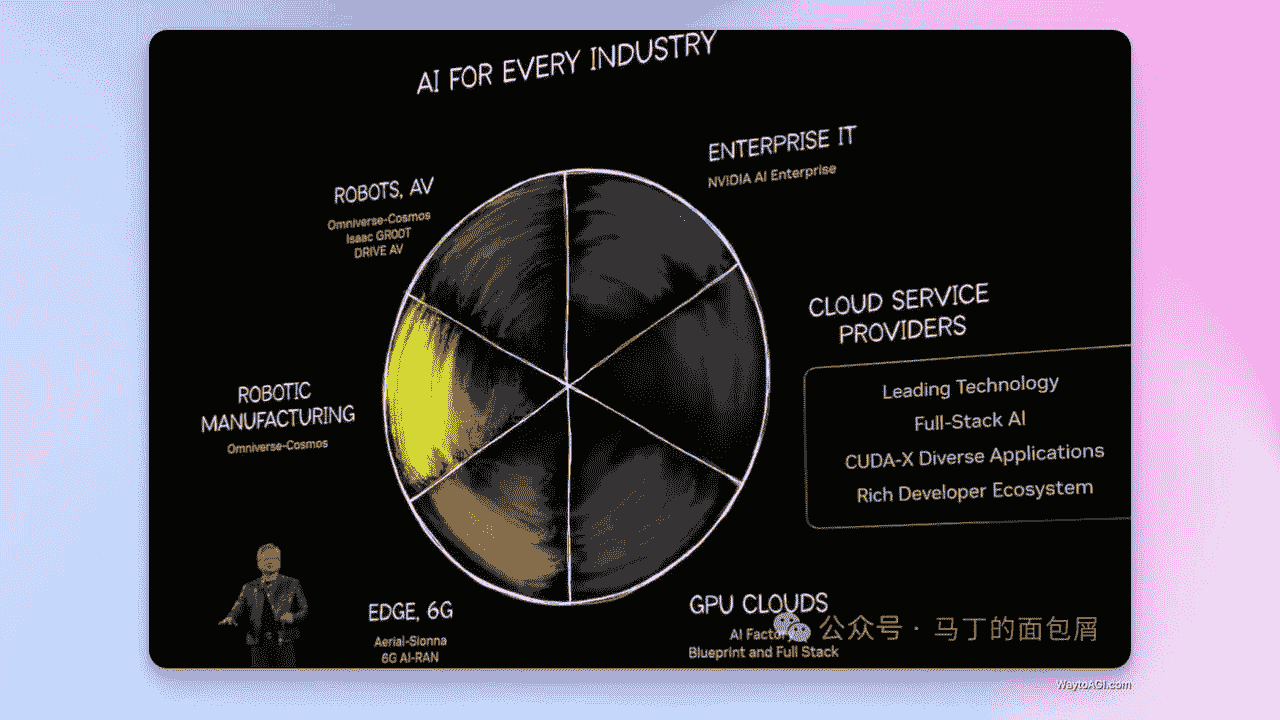 AI FOR EVERY INDUSTRY
ENTERPRISE IT
NVIDIA AI Enterprise
ROBOTS, AV
Omniverse-Cosmos
Isaac GR00T
DRIVE AV
CLOUD SERVICE
PROVIDERS
Leading Technology
Full-Stack AI
CUDA-X Diverse Applications
Rich Developer Ecosystem
ROBOTIC
MANUFACTURING
Omniverse-Cosmos
EDGE, 6G
Aerial-Sionna
6G AI-RAN
GPU CLOUDS
AI
Blueprint and Full Stack
公众号 · 马丁的面包屑
WaytoAGI.com